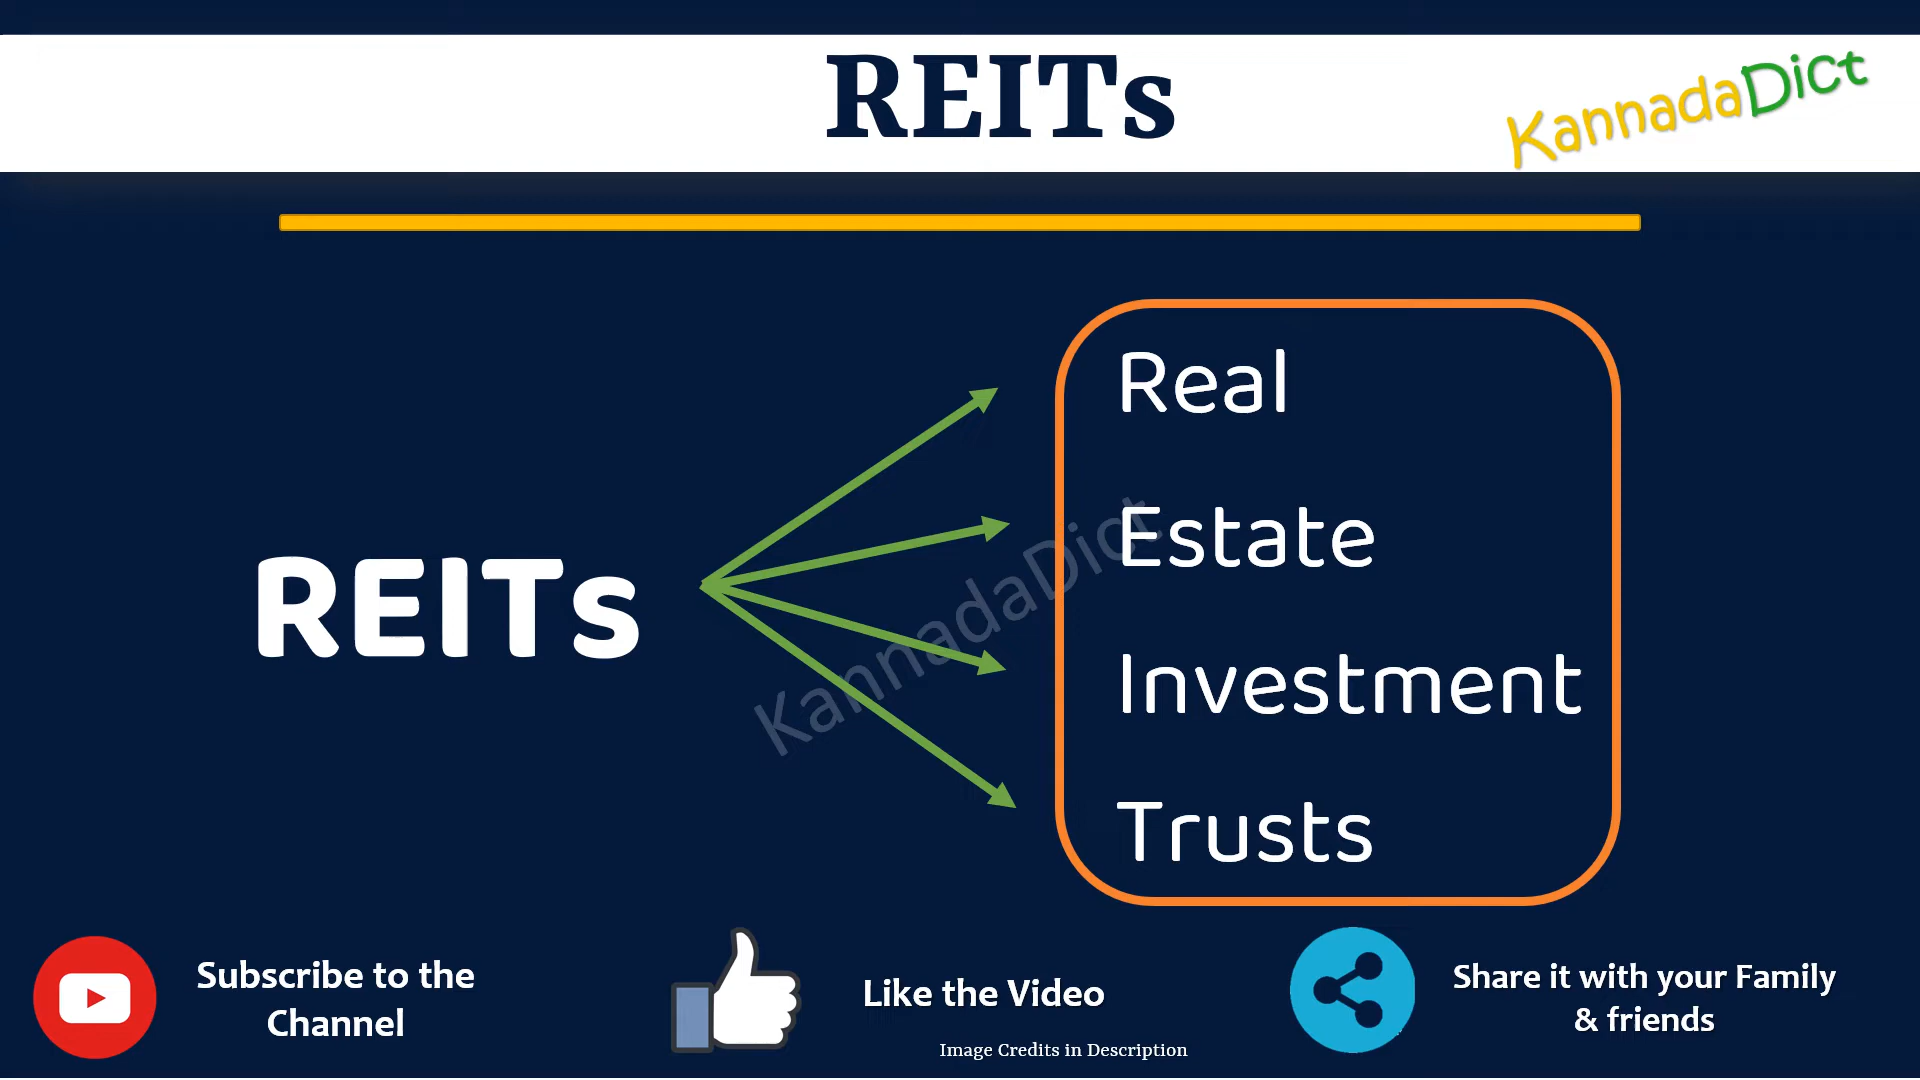 REITs
KannadaDict
Real
Estate
REITs
KannadaDict
Investment
Trusts
Subscribe to the
Channel
Like the Video
Image Credits in Description
Share it with your Family
& friends